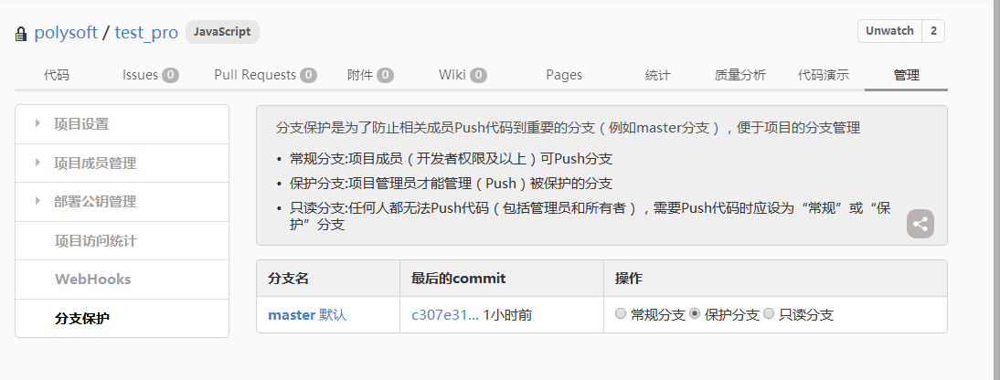 polysoft / test_pro JavaScript Unwatch 2
代码 Issues 0 Pull Requests 0 附件 0 Wiki 0 Pages 统计 质量分析 代码演示 管理
项目设置
项目成员管理
部署公钥管理
项目访问统计
WebHooks
分支保护
分支保护是为了防止相关成员Push代码到重要的分支（例如master分支），便于项目的分支管理
• 常规分支:项目成员（开发者权限及以上）可Push分支
• 保护分支:项目管理员才能管理（Push）被保护的分支
• 只读分支:任何人都无法Push代码（包括管理员和所有者），需要Push代码时应设为“常规”或“保
护”分支
分支名 最后的commit 操作
master 默认 c307e31... 1小时前 常规分支 保护分支 只读分支